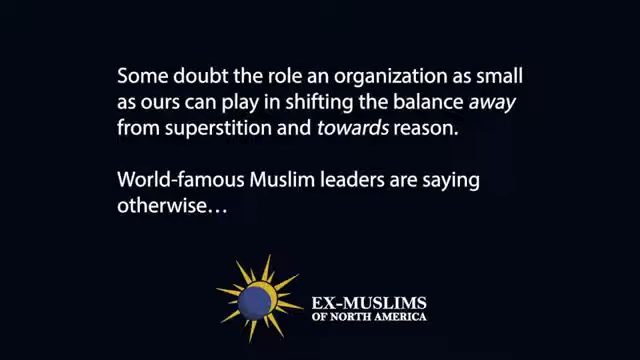 Some doubt the role an organization as small
as ours can play in shifting the balance away
from superstition and towards reason.
World-famous Muslim leaders are saying
otherwise…
EX-MUSLIMS
OF NORTH AMERICA